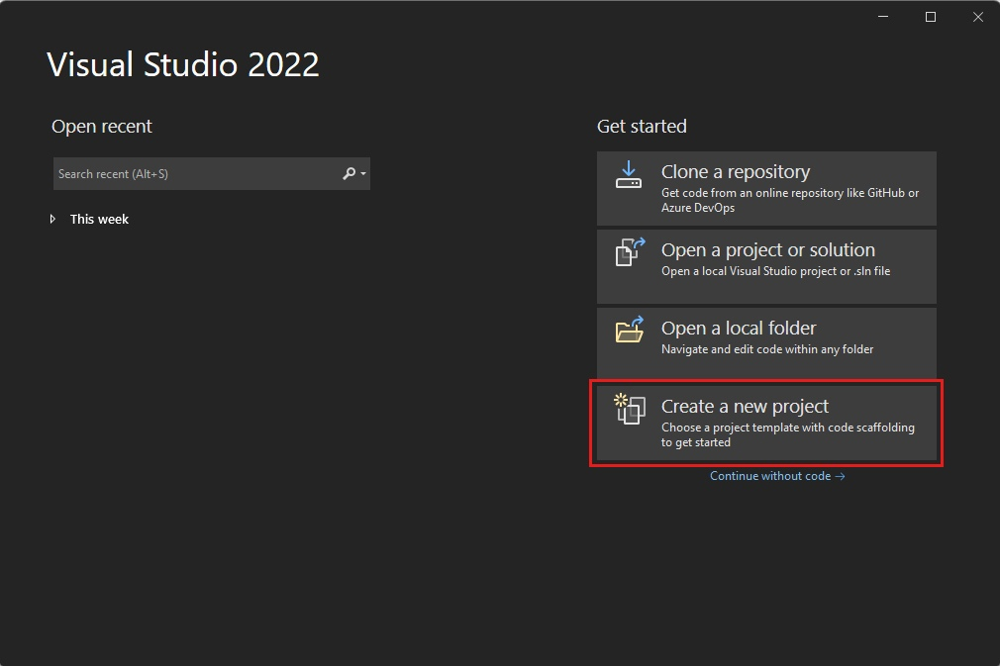 Visual Studio 2022
Open recent
Search recent (Alt+S)
This week
Get started
Clone a repository
Get code from an online repository like GitHub or
Azure DevOps
Open a project or solution
Open a local Visual Studio project or .sln file
Open a local folder
Navigate and edit code within any folder
Create a new project
Choose a project template with code scaffolding
to get started
Continue without code →